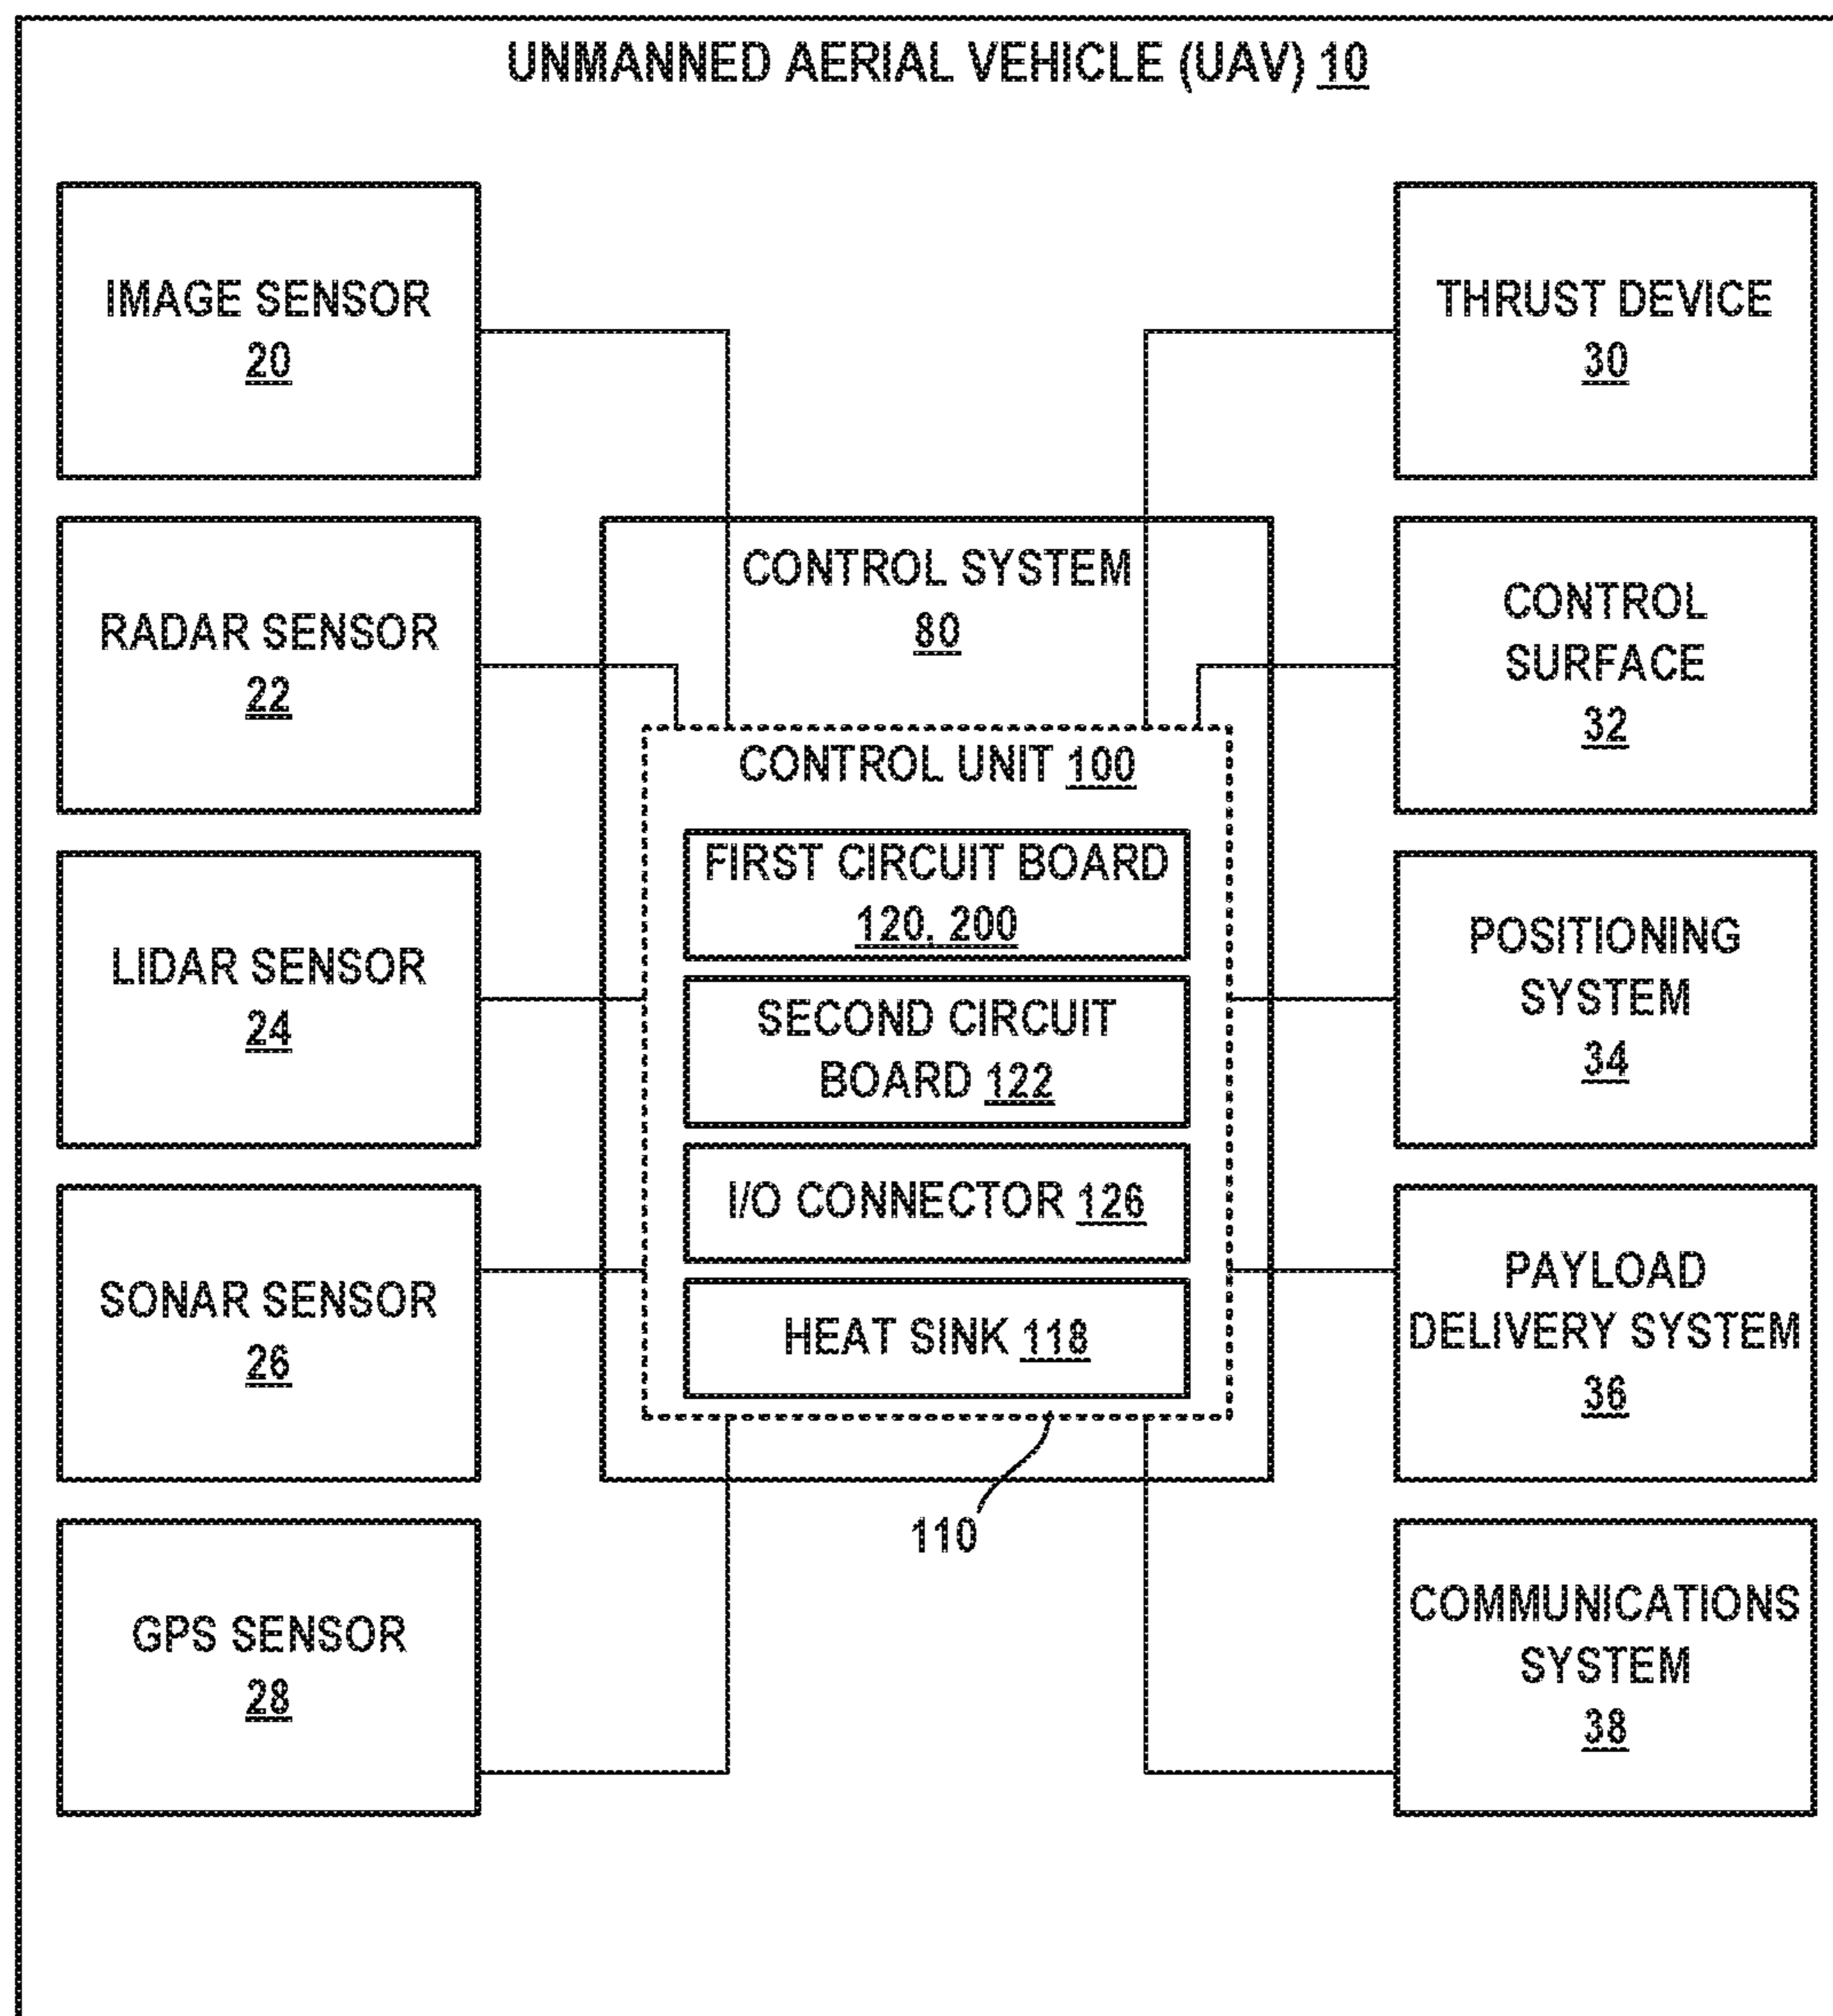 UNMANNED AERIAL VEHICLE (UAV) 10
IMAGE SENSOR
20
RADAR SENSOR
22
LIDAR SENSOR
24
SONAR SENSOR
26
GPS SENSOR
28
CONTROL SYSTEM
80
CONTROL UNIT 100
FIRST CIRCUIT BOARD
120, 200
SECOND CIRCUIT
BOARD 122
I/O CONNECTOR 126
HEAT SINK 118
110
THRUST DEVICE
30
CONTROL
SURFACE
32
POSITIONING
SYSTEM
34
PAYLOAD
DELIVERY SYSTEM
36
COMMUNICATIONS
SYSTEM
38